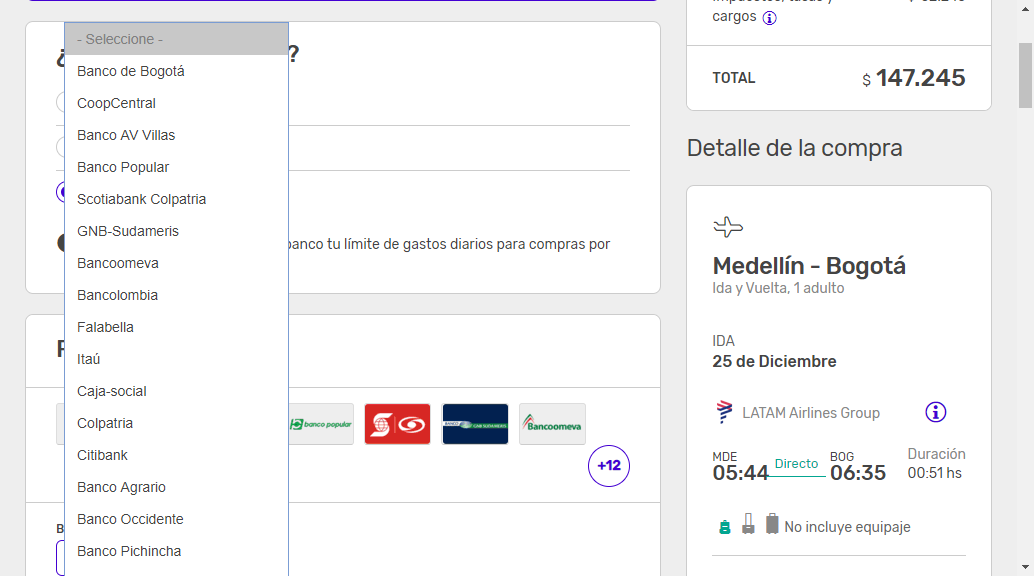 - Seleccione -
¿
?
Banco de Bogotá
CoopCentral
Banco AV Villas
Banco Popular
Scotiabank Colpatria
GNB-Sudameris
Bancoomeva
Bancolombia
Falabella
Itaú
Caja-social
Colpatria
Citibank
Banco Agrario
Banco Occidente
Banco Pichincha
banco tu límite de gastos diarios para compras por
banco popular
Bancoomeva
+12
B
impuestos, tasas y
cargos
TOTAL
$ 147.245
Detalle de la compra
Medellín - Bogotá
Ida y Vuelta, 1 adulto
IDA
25 de Diciembre
LATAM Airlines Group
MDE
05:44
Directo
BOG
06:35
Duración
00:51 hs
No incluye equipaje